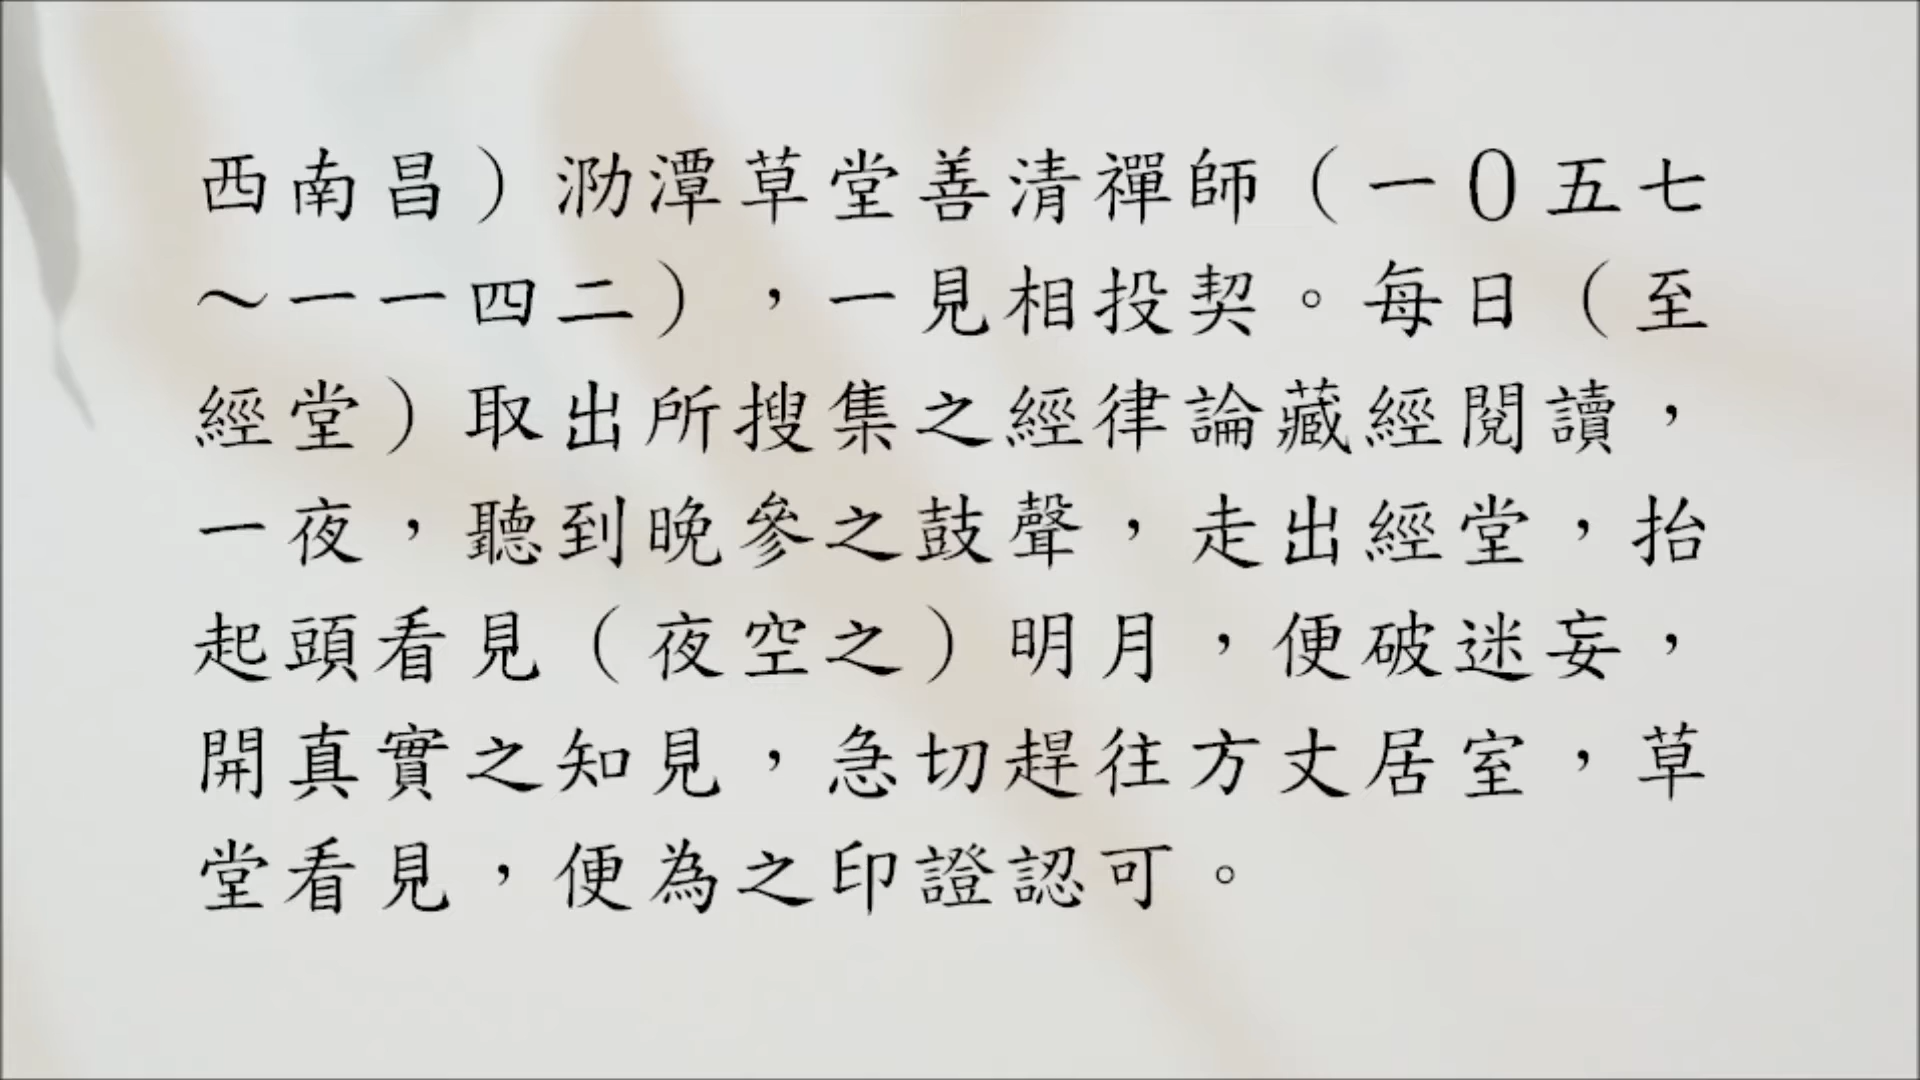 西南昌）泐潭草堂善清禪師（一０五七
～一一四二），一見相投契。每日（至
經堂）取出所搜集之經律論藏經閱讀，
一夜，聽到晚參之鼓聲，走出經堂，抬
起頭看見（夜空之）明月，便破迷妄，
開真實之知見，急切趕往方丈居室，草
堂看見，便為之印證認可。